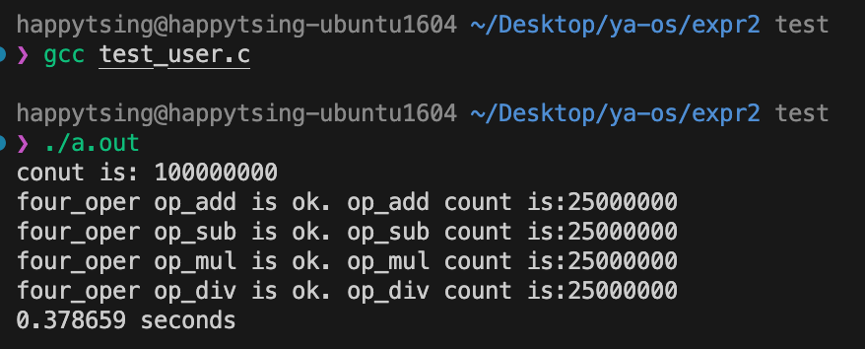 happytsing@happytsing-ubuntu1604 ~/Desktop/ya-os/expr2 test
❯ gcc test_user.c
happytsing@happytsing-ubuntu1604 ~/Desktop/ya-os/expr2 test
❯ ./a.out
conut is: 100000000
four_oper op_add is ok. op_add count is:25000000
four_oper op_sub is ok. op_sub count is:25000000
four_oper op_mul is ok. op_mul count is:25000000
four_oper op_div is ok. op_div count is:25000000
0.378659 seconds